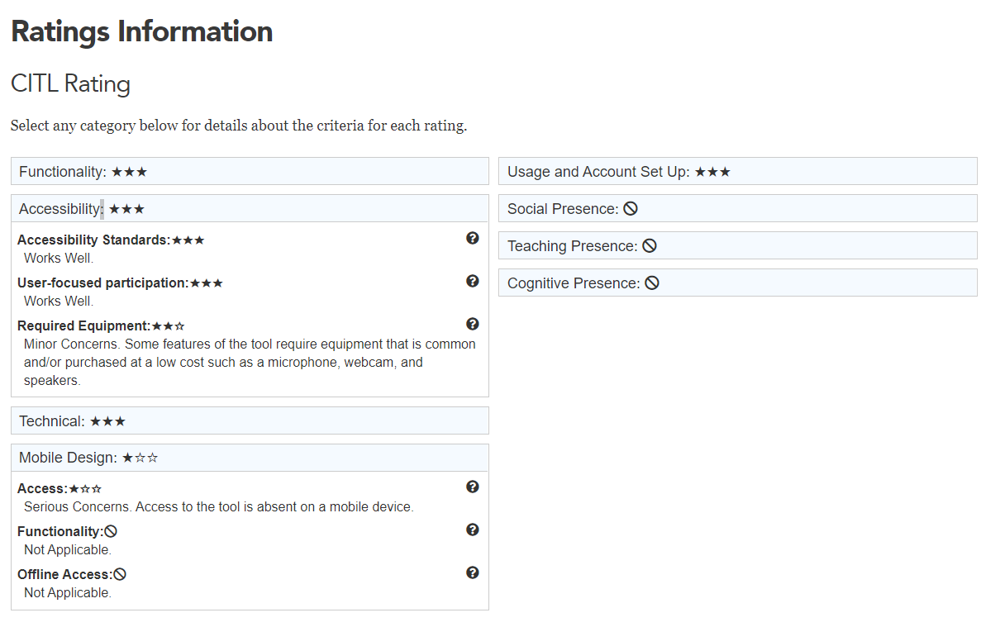 Ratings Information
CITL Rating
Select any category below for details about the criteria for each rating.
Functionality: ★★★
Accessibility: ★★★
Accessibility Standards:★★★
Works Well.
User-focused participation:★★★
Works Well.
Required Equipment:★★☆
Minor Concerns. Some features of the tool require equipment that is common
and/or purchased at a low cost such as a microphone, webcam, and
speakers.
Technical: ★★★
Mobile Design: ★☆☆
Access:★☆☆
Serious Concerns. Access to the tool is absent on a mobile device.
Functionality:
Not Applicable.
Offline Access:
Not Applicable.
Usage and Account Set Up: ★★★
Social Presence:
Teaching Presence:
Cognitive Presence: